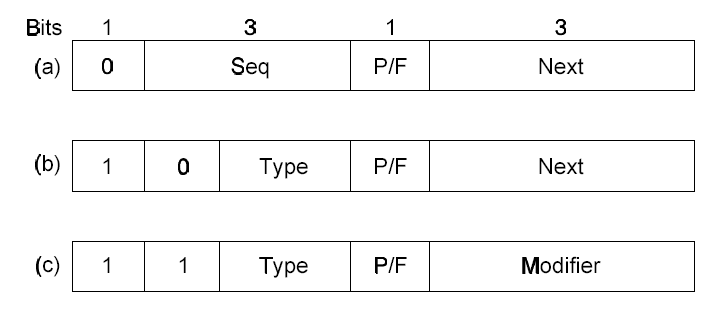 Bits 1 3 1 3
(a) 0 Seq P/F Next
(b) 1 0 Type P/F Next
(c) 1 1 Type P/F Modifier